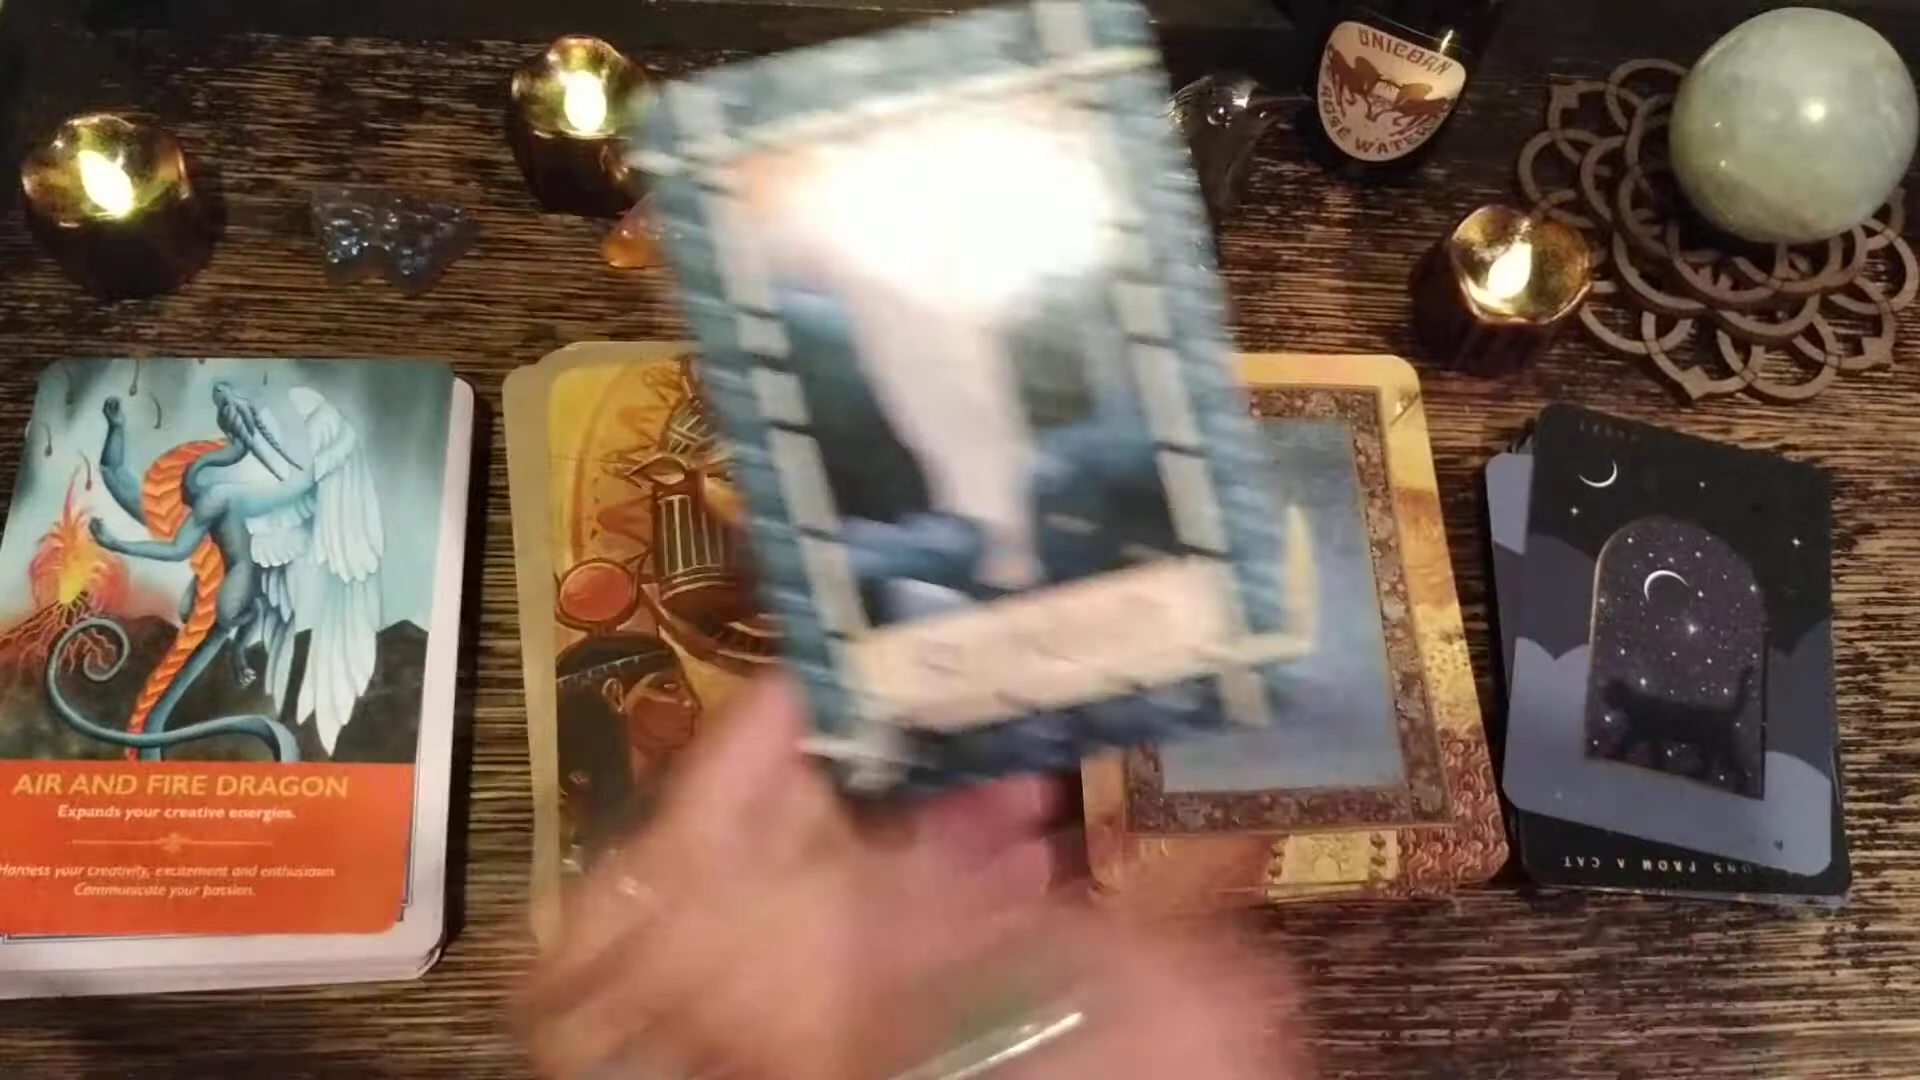 UNICORN
ROSE WATER
AIR AND FIRE DRAGON
Expands your creative energies.
Harness your creativity, excitement and enthusiasm.
Communicate your passion.
FROM A CAT